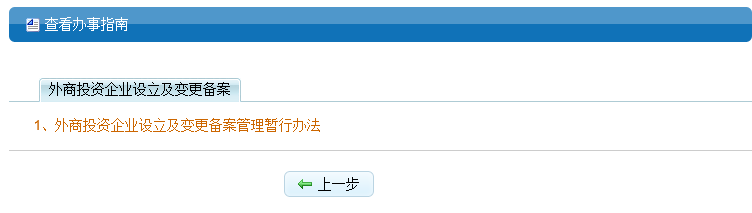 查看办事指南
外商投资企业设立及变更备案
1、外商投资企业设立及变更备案管理暂行办法
上一步